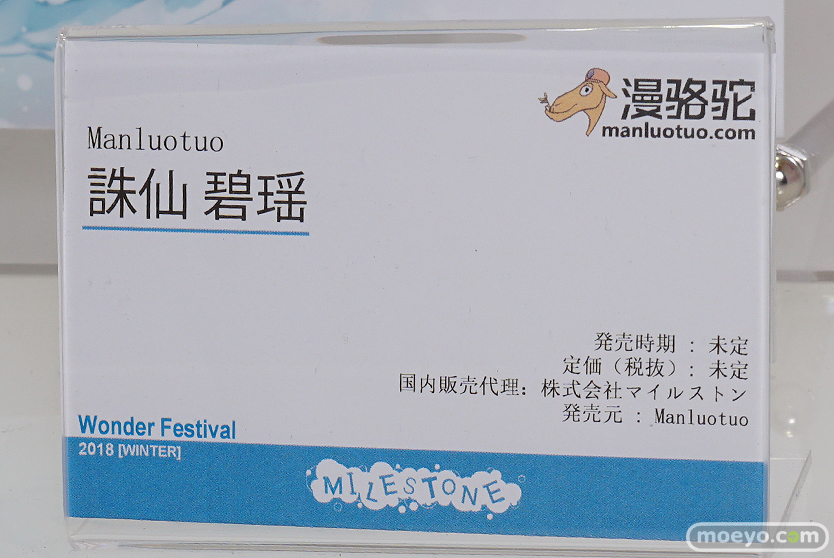 漫骆驼
manluotuo.com
Manluotuo
誅仙 碧瑶
発売時期 : 未定
定価（税抜）: 未定
国内販売代理: 株式会社マイルストン
発売元 : Manluotuo
Wonder Festival
2018 [WINTER]
MILESTONE
moeyo.com